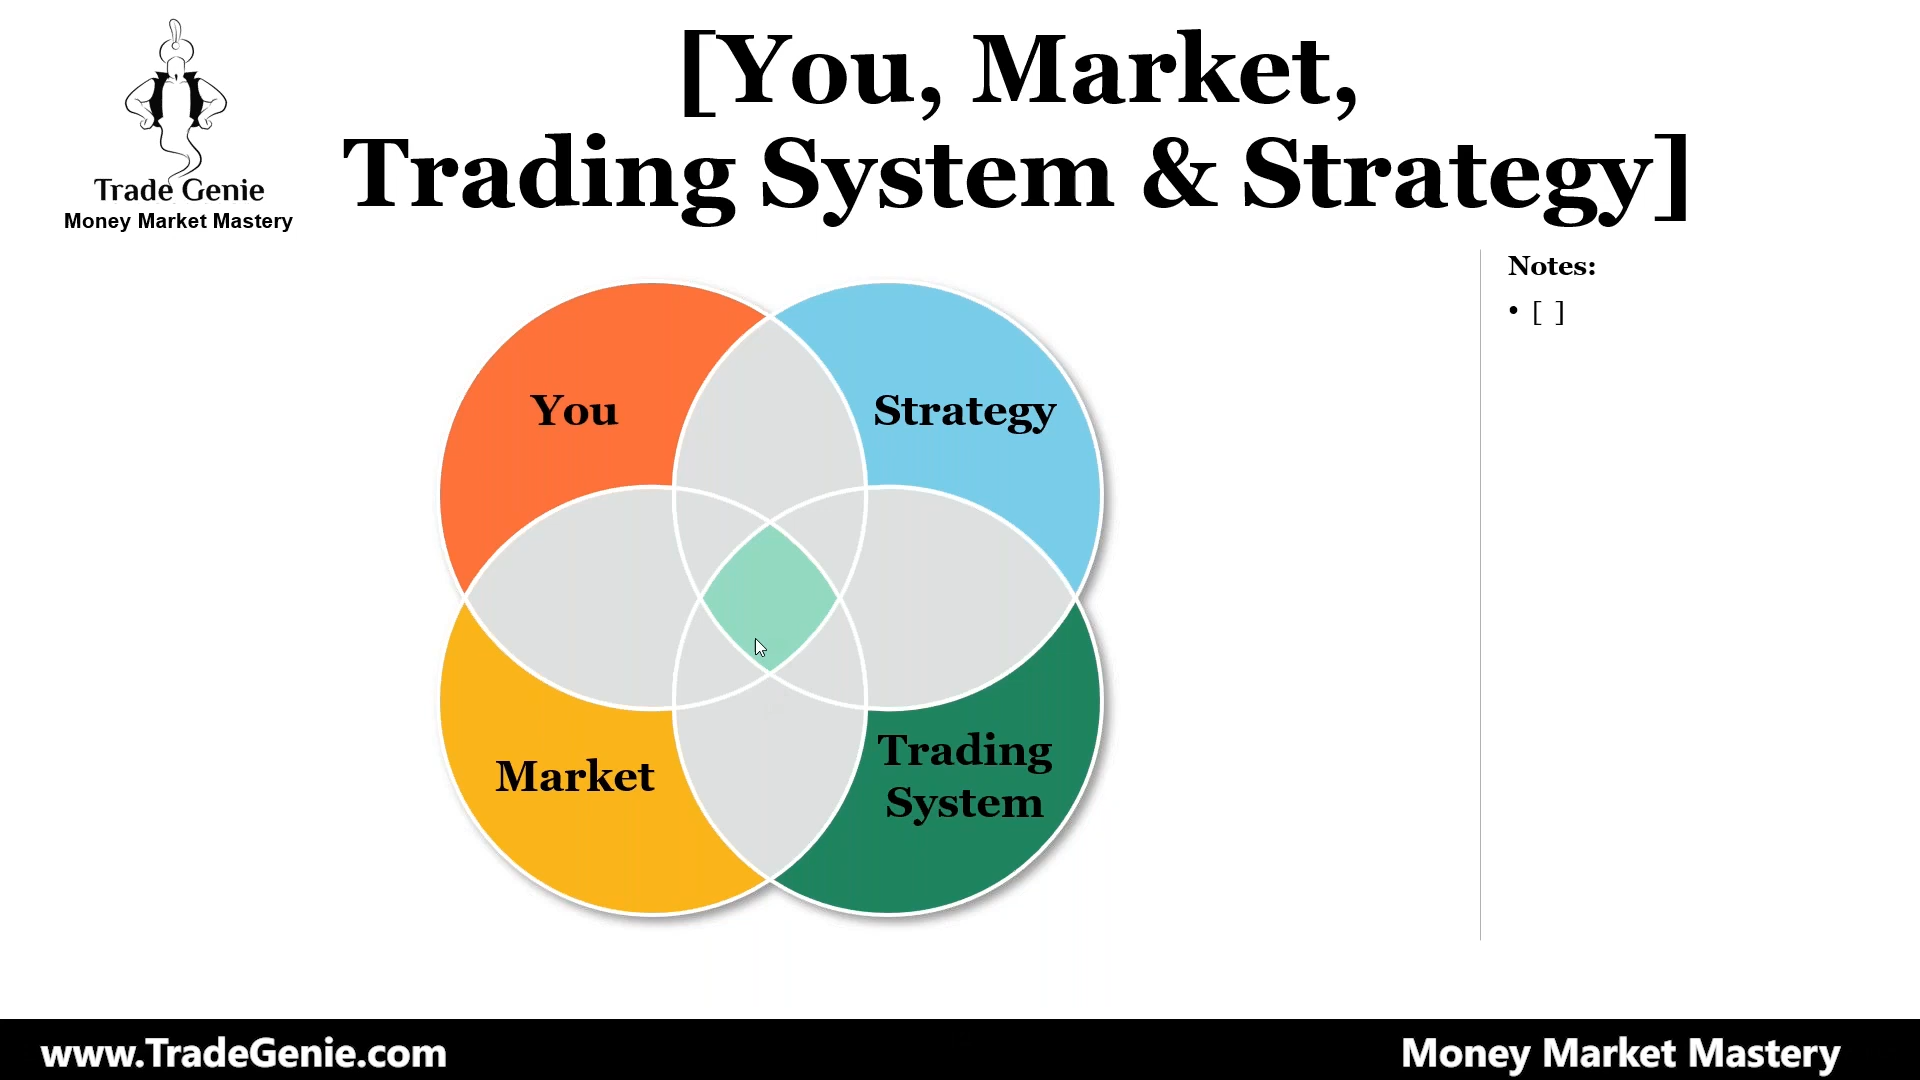 Trade Genie
Money Market Mastery
[You, Market,
Trading System & Strategy]
Notes:
• [ ]
You
Strategy
Market
Trading
System
www.TradeGenie.com
Money Market Mastery